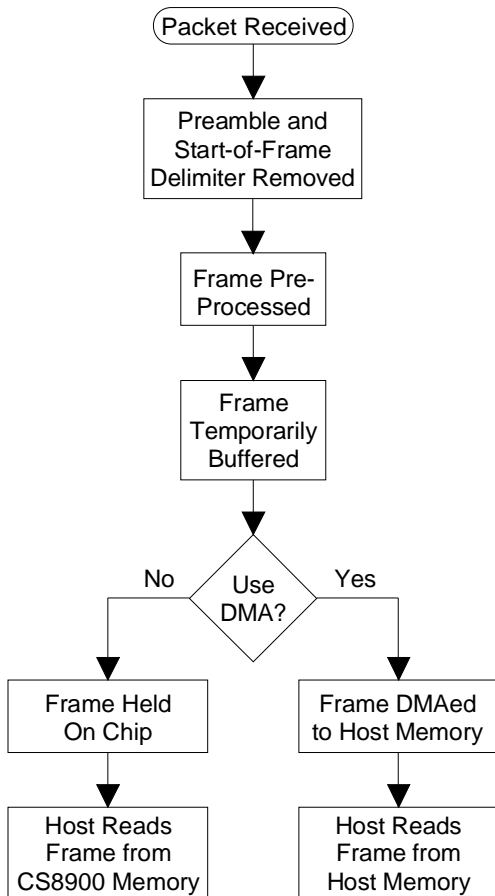 Packet Received
Preamble and
Start-of-Frame
Delimiter Removed
Frame Pre-
Processed
Frame
Temporarily
Buffered
Use
DMA?
No
Yes
Frame Held
On Chip
Frame DMAed
to Host Memory
Host Reads
Frame from
CS8900 Memory
Host Reads
Frame from
Host Memory